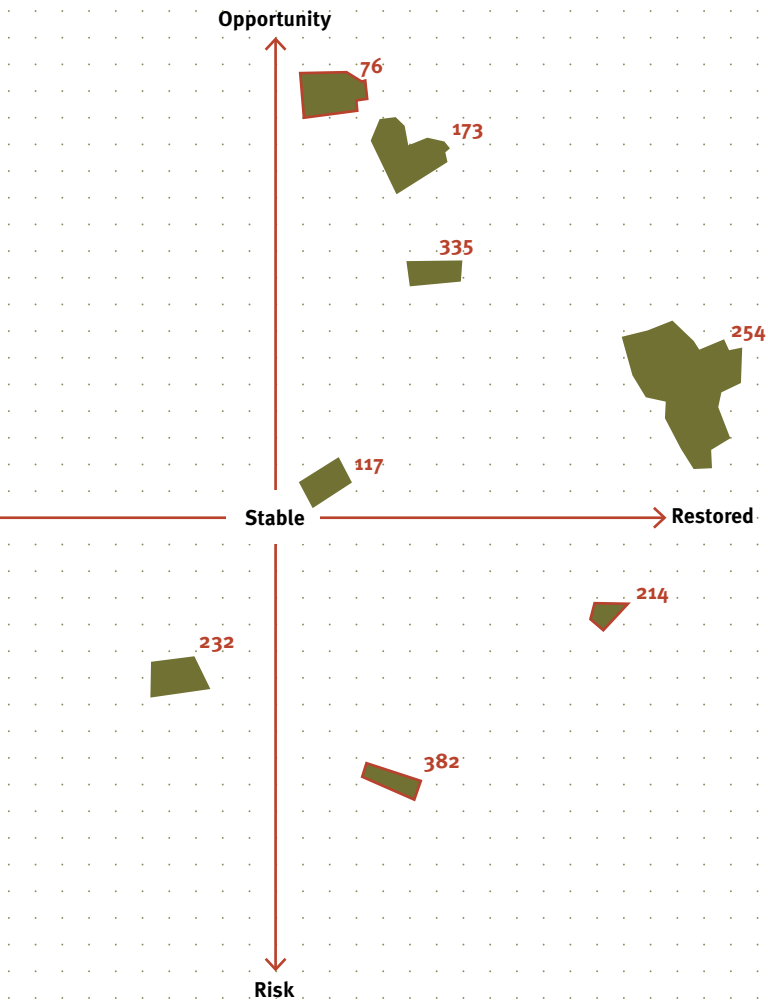 Opportunity
76
173
335
254
117
Stable
Restored
214
232
382
Risk